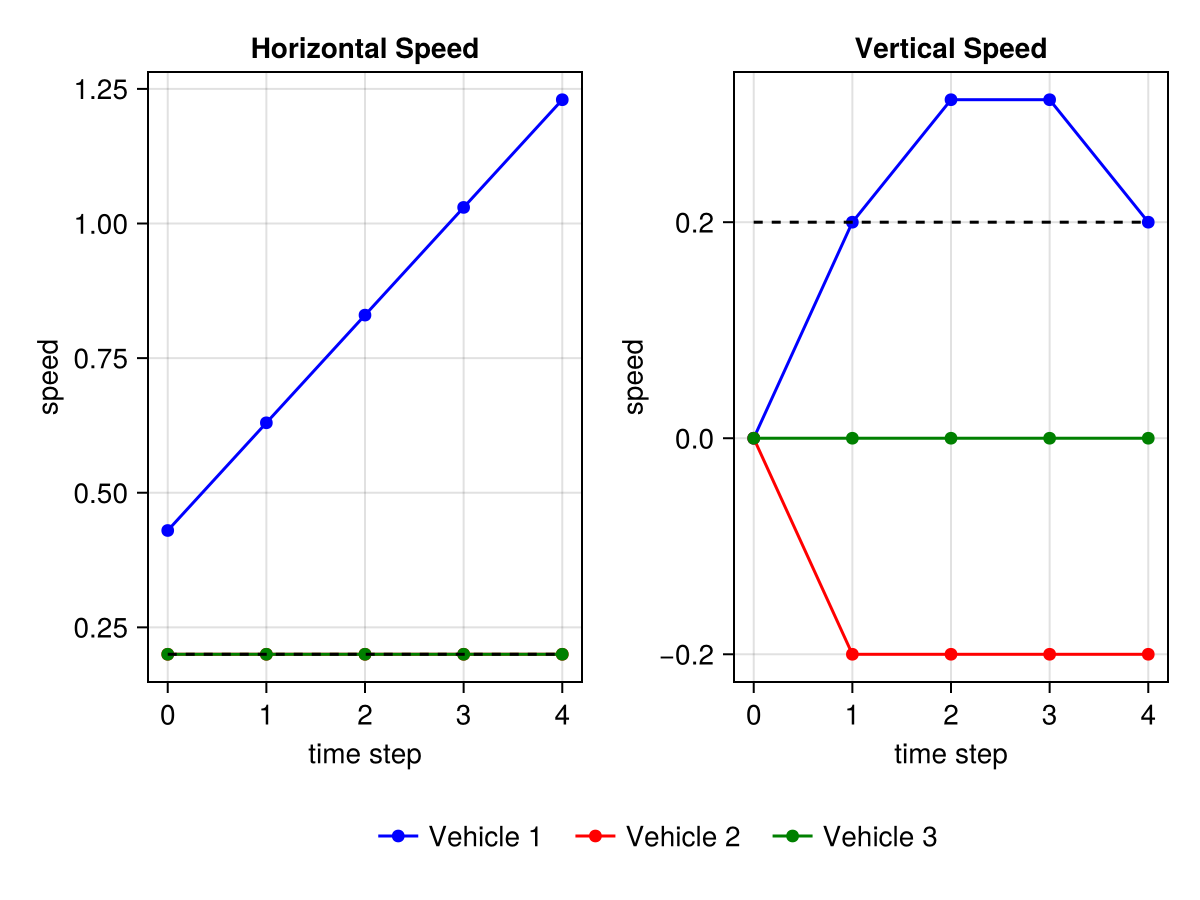 Horizontal Speed
1.25
1.00
0.75
0.50
0.25
speed
0 1 2 3 4
time step
Vertical Speed
0.2
0.0
−0.2
speed
0 1 2 3 4
time step
Vehicle 1 Vehicle 2 Vehicle 3